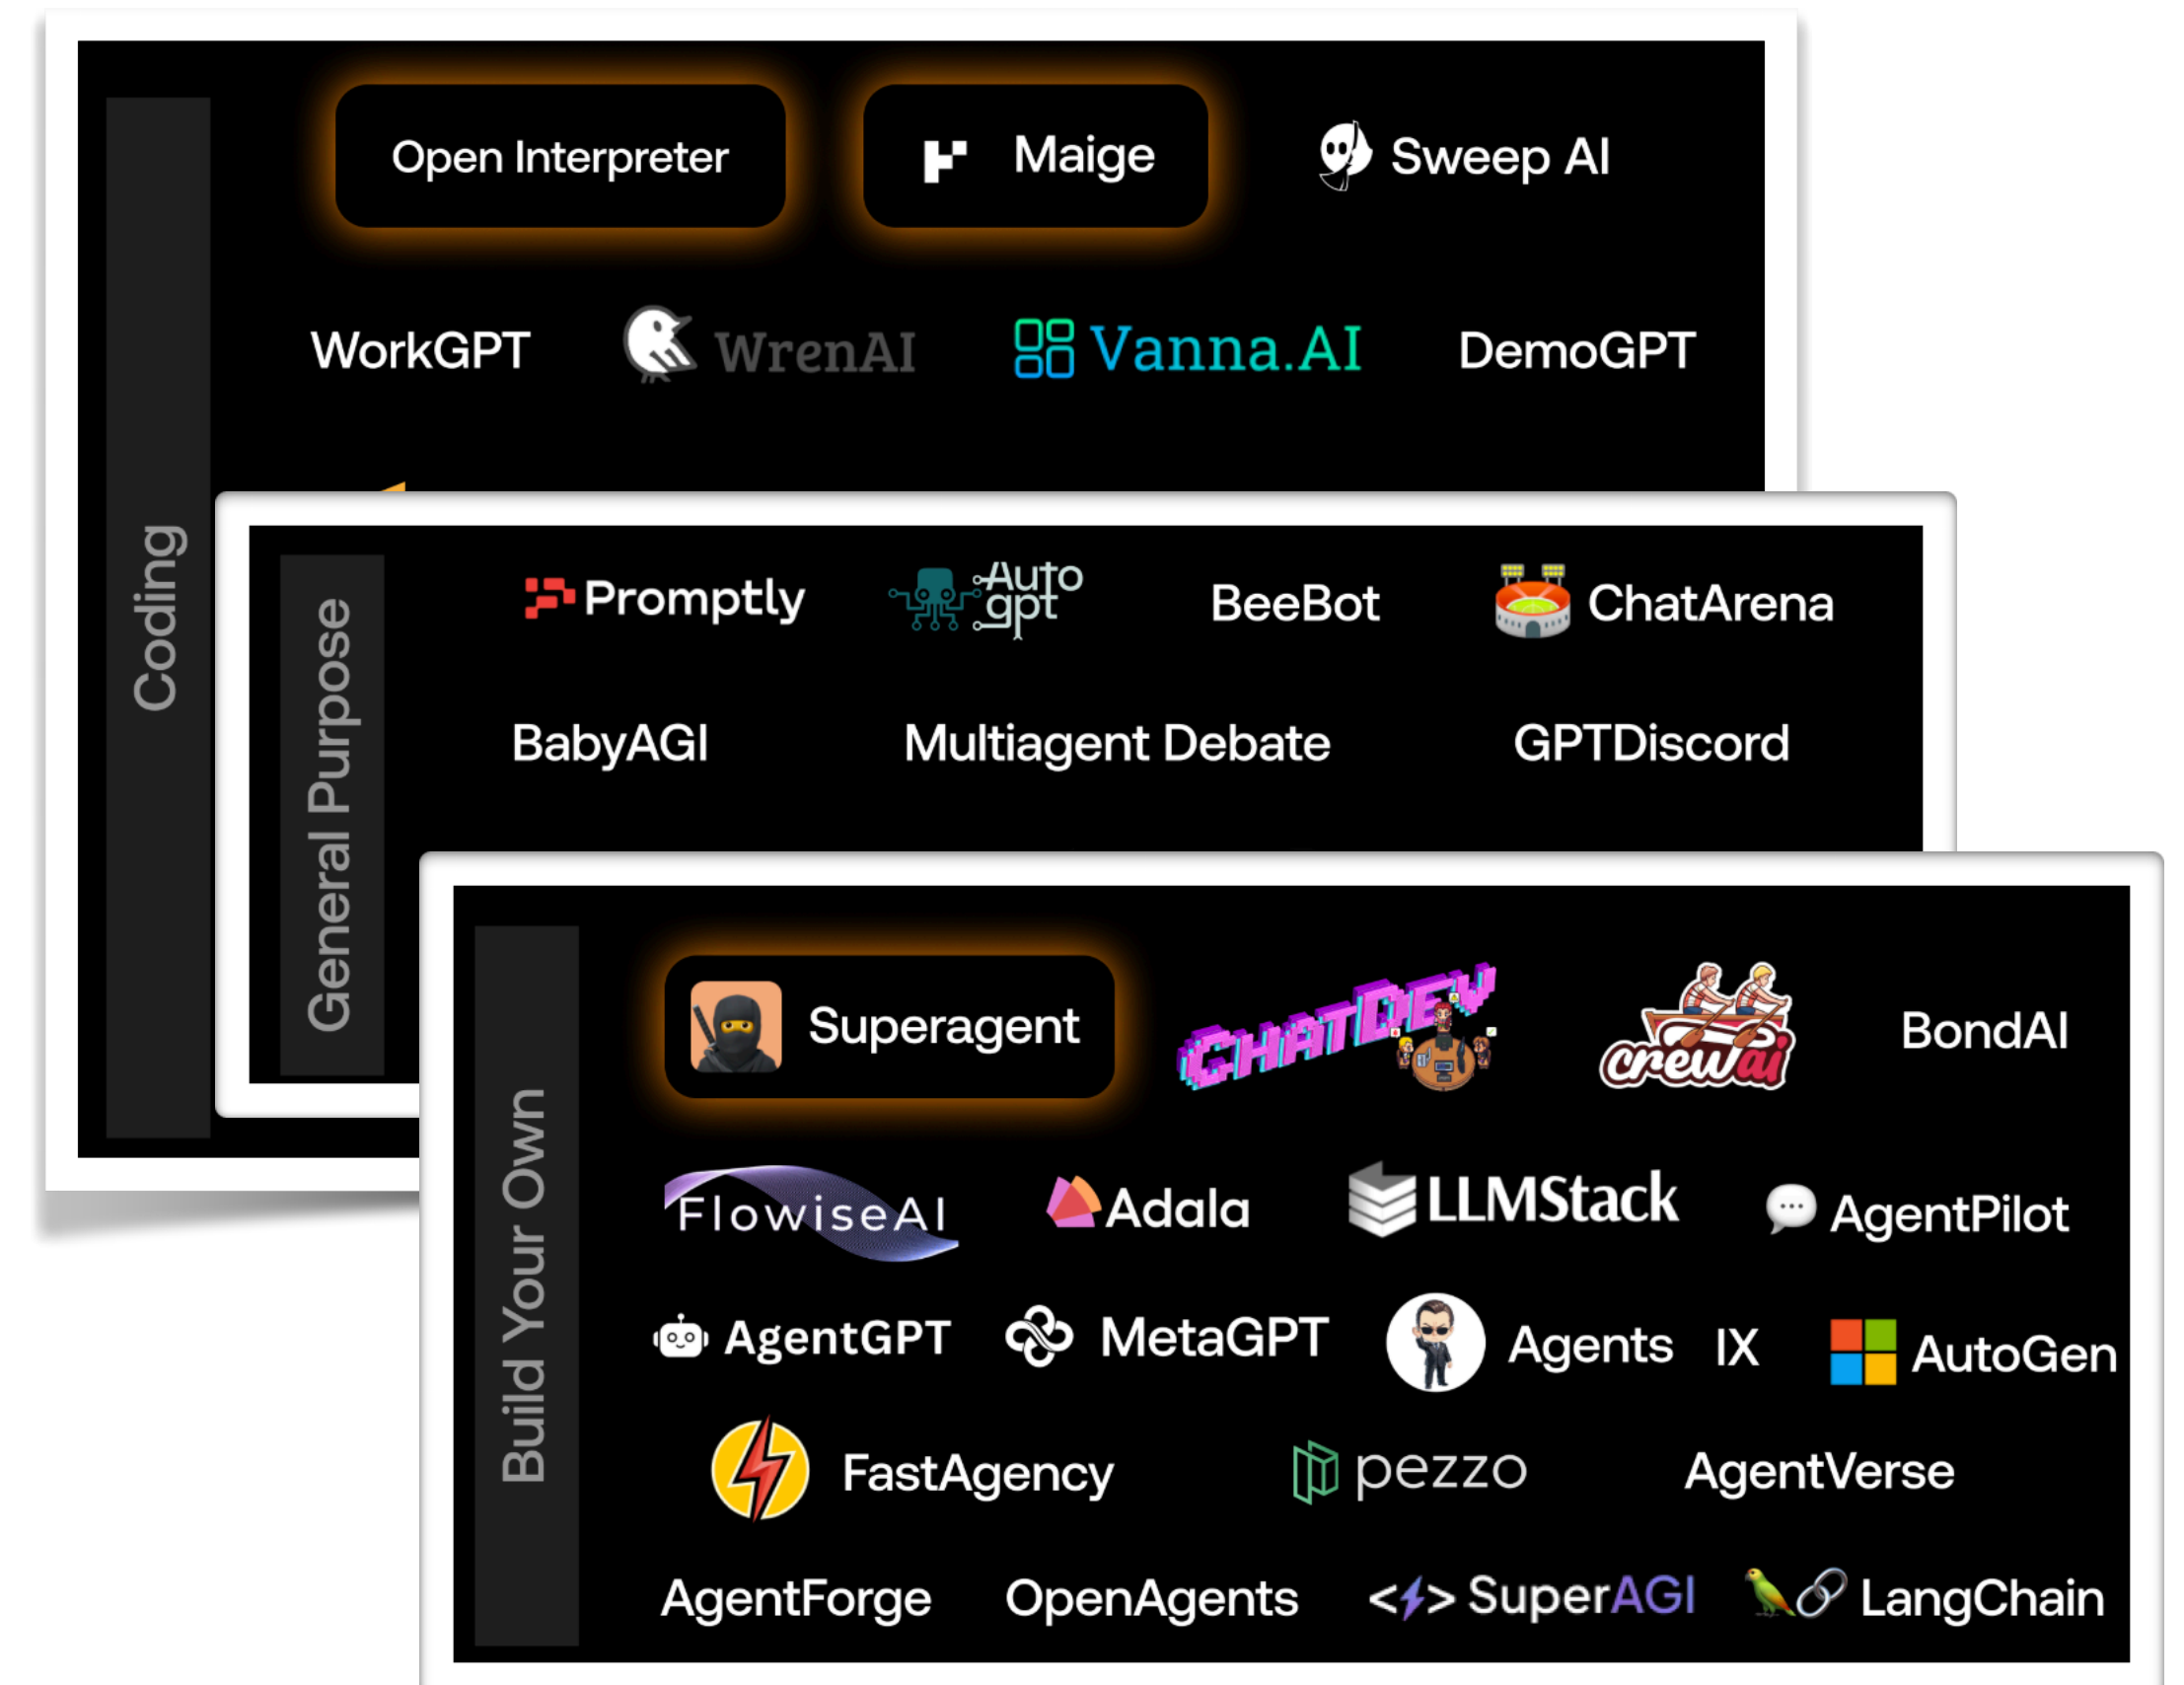 Coding
Open Interpreter
Maige
Sweep AI
WorkGPT
WrenAI
Vanna.AI
DemoGPT
General Purpose
Promptly
Auto
gpt
BeeBot
ChatArena
BabyAGI
Multiagent Debate
GPTDiscord
Build Your Own
Superagent
CHATDEV
crewai
BondAI
FlowiseAI
Adala
LLMStack
AgentPilot
AgentGPT
MetaGPT
Agents
IX
AutoGen
FastAgency
pezzo
AgentVerse
AgentForge
OpenAgents
<⚡> SuperAGI
LangChain